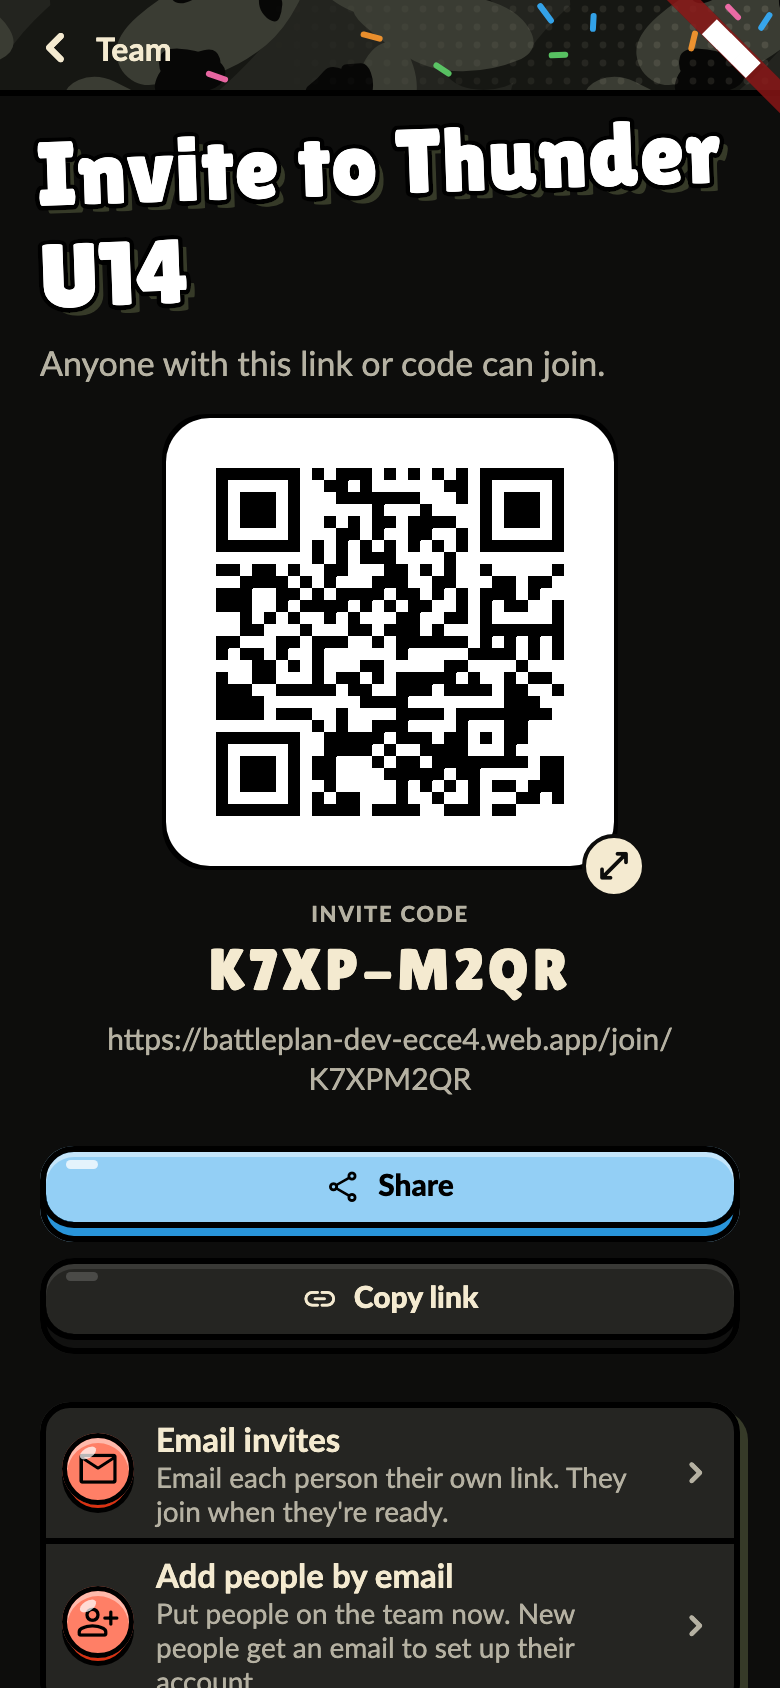 Team
Invite to Thunder
U14
Anyone with this link or code can join.
INVITE CODE
K7XP-M2QR
https://battleplan-dev-ecce4.web.app/join/
K7XPM2QR
Share
Copy link
Email invites
Email each person their own link. They
join when they're ready.
Add people by email
Put people on the team now. New
people get an email to set up their
account.